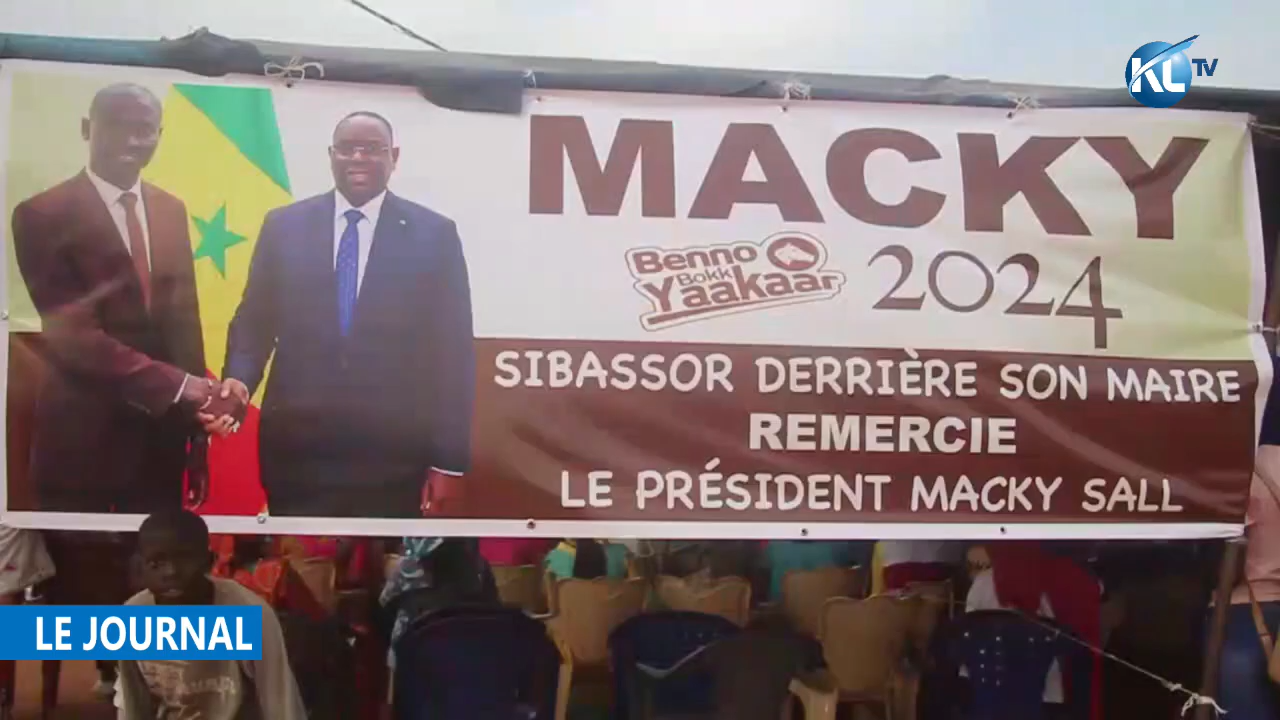 KL TV
MACKY
Benno
Bokk
Yaakaar
2024
SIBASSOR DERRIÈRE SON MAIRE
REMERCIE
LE PRÉSIDENT MACKY SALL
LE JOURNAL